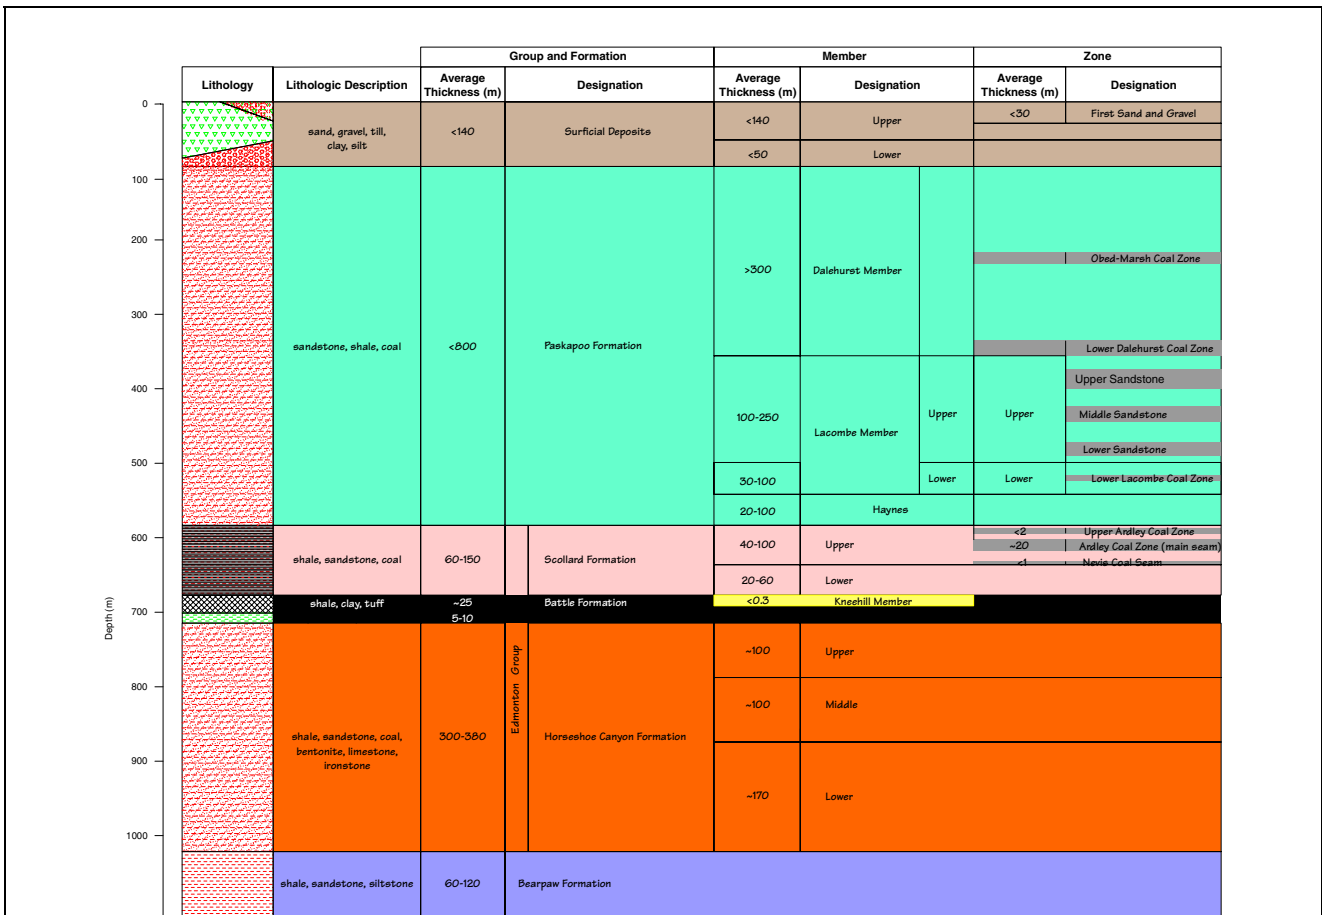 Group and Formation Member Zone
Lithology Lithologic Description Average Thickness (m) Designation Average Thickness (m) Designation Average Thickness (m) Designation
0
100
200
300
400
500
600
700
800
900
1000
Depth (m)
sand, gravel, till,
clay, silt
<140
Surficial Deposits
<140
Upper
<30
First Sand and Gravel
<50
Lower
sandstone, shale, coal
<800
Paskapoo Formation
>300
Dalehurst Member
Obed-Marsh Coal Zone
Lower Dalehurst Coal Zone
100-250
Lacombe Member
Upper
Upper
Upper Sandstone
Middle Sandstone
Lower Sandstone
30-100
Lower
Lower
Lower Lacombe Coal Zone
20-100
Haynes
shale, sandstone, coal
60-150
Scollard Formation
40-100
Upper
<2
Upper Ardley Coal Zone
~20
Ardley Coal Zone (main seam)
<1
Nevis Coal Seam
20-60
Lower
shale, clay, tuff
~25
Battle Formation
<0.3
Kneehill Member
5-10
Edmonton Group
shale, sandstone, coal,
bentonite, limestone,
ironstone
300-380
Horseshoe Canyon Formation
~100
Upper
~100
Middle
~170
Lower
shale, sandstone, siltstone
60-120
Bearpaw Formation